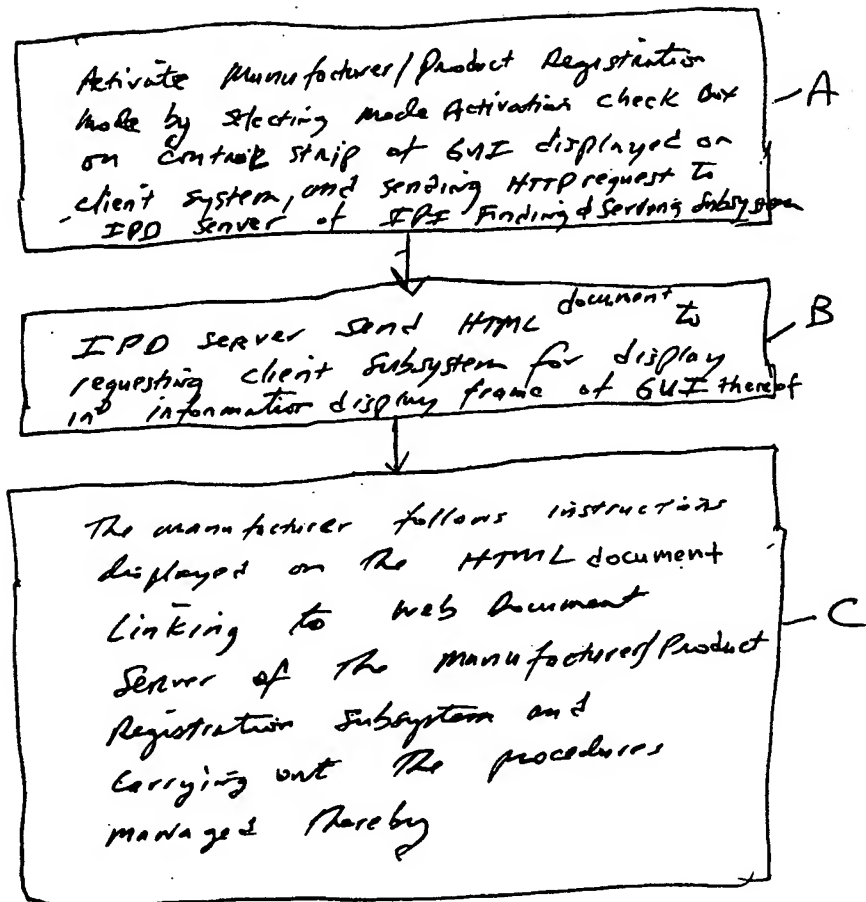 Activate Manufacturer/Product Registration
Mode by selecting Mode Activation check Box
on control strip of GUI displayed on
client system, and sending HTTP request to
IPD server of IPI Finding & Serving Subsystem
A
IPD server send HTML document to
requesting client Subsystem for display
in information display frame of GUI thereof
B
The manufacturer follows instructions
displayed on the HTML document
Linking to Web Document
Server of The Manufacturer/Product
Registration Subsystem and
Carrying out The procedures
managed Thereby
C